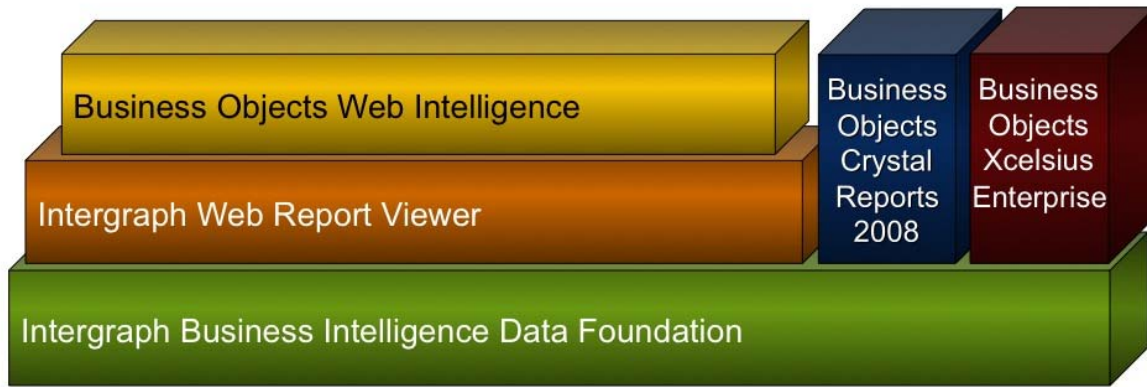 Business Objects Web Intelligence
Intergraph Web Report Viewer
Business
Objects
Crystal
Reports
2008
Business
Objects
Xcelsius
Enterprise
Intergraph Business Intelligence Data Foundation